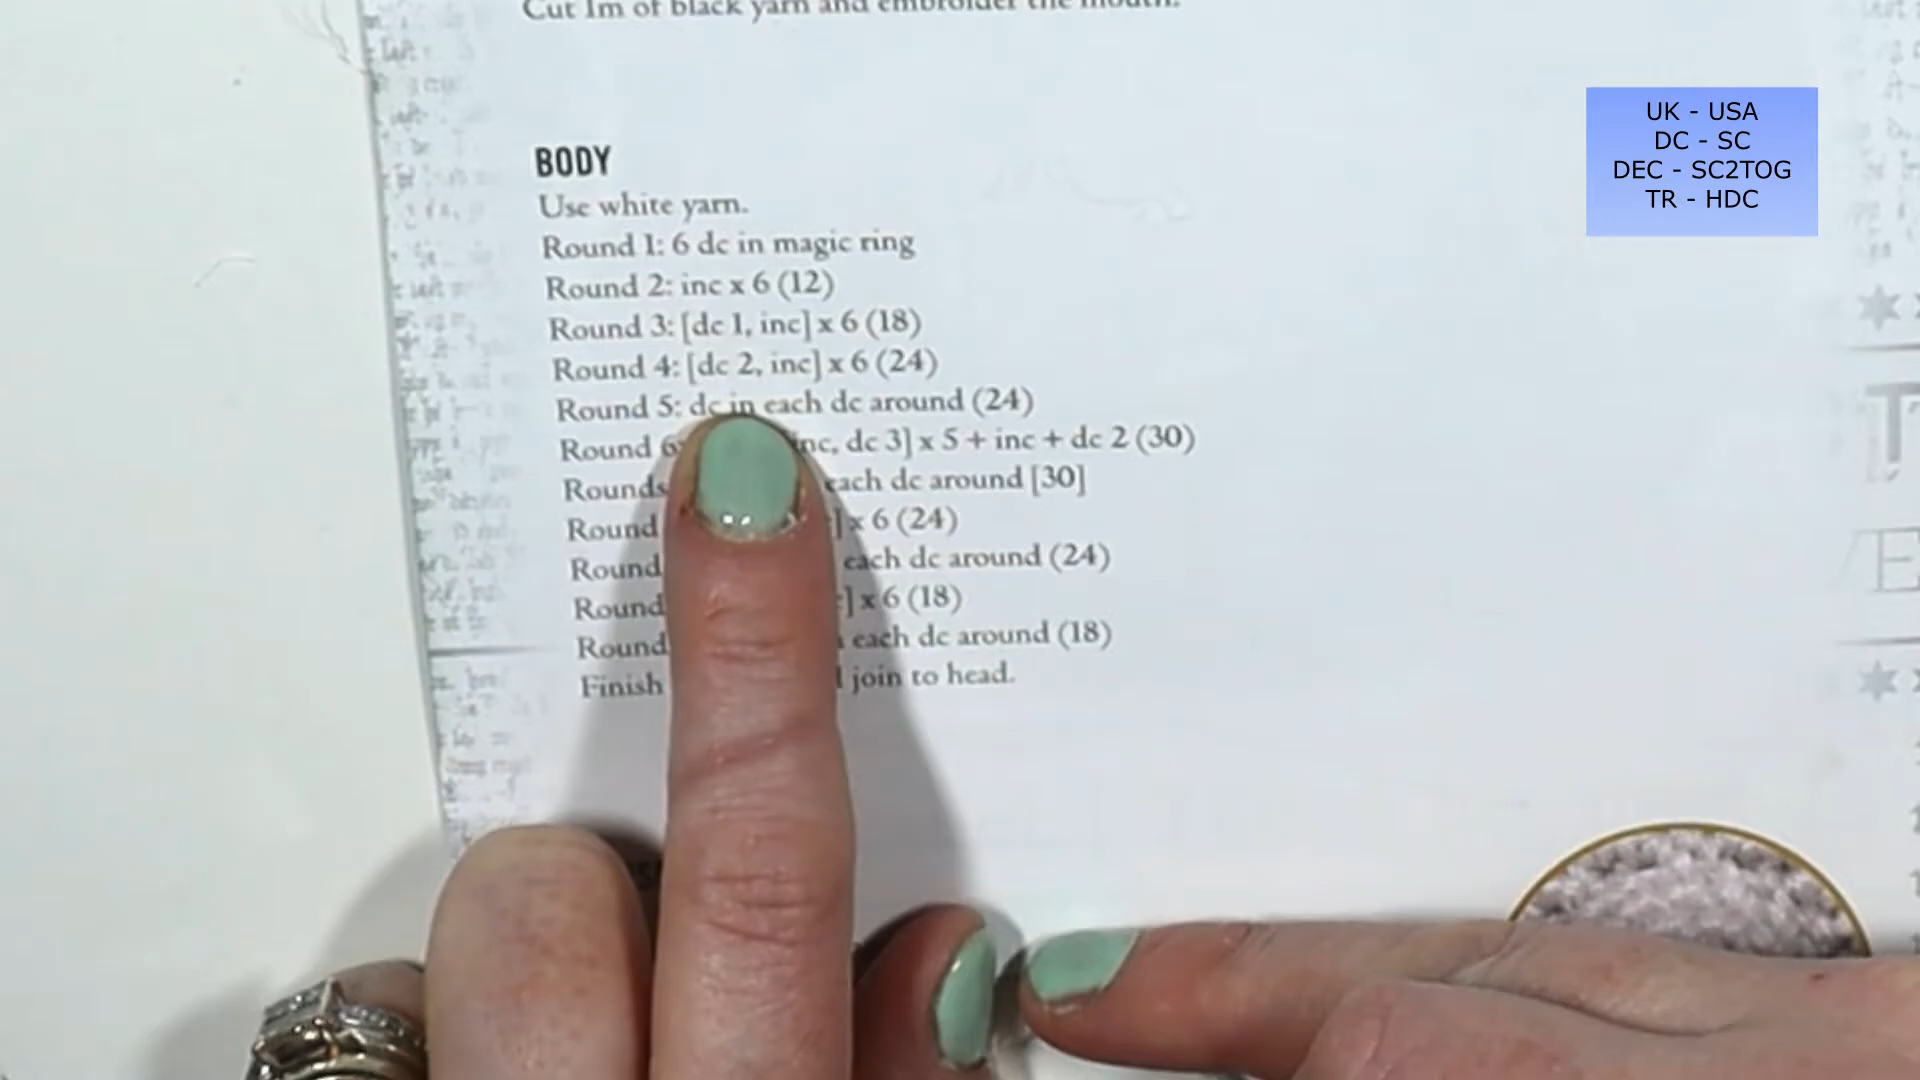 Cut 1m of black yarn and embroider the mouth.
UK - USA
DC - SC
DEC - SC2TOG
TR - HDC
BODY
Use white yarn.
Round 1: 6 dc in magic ring
Round 2: inc x 6 (12)
Round 3: [dc 1, inc] x 6 (18)
Round 4: [dc 2, inc] x 6 (24)
Round 5: dc in each dc around (24)
Round 6: inc, dc 3] x 5 + inc + dc 2 (30)
Rounds each dc around [30]
Round ] x 6 (24)
Round each dc around (24)
Round ] x 6 (18)
Round each dc around (18)
Finish join to head.